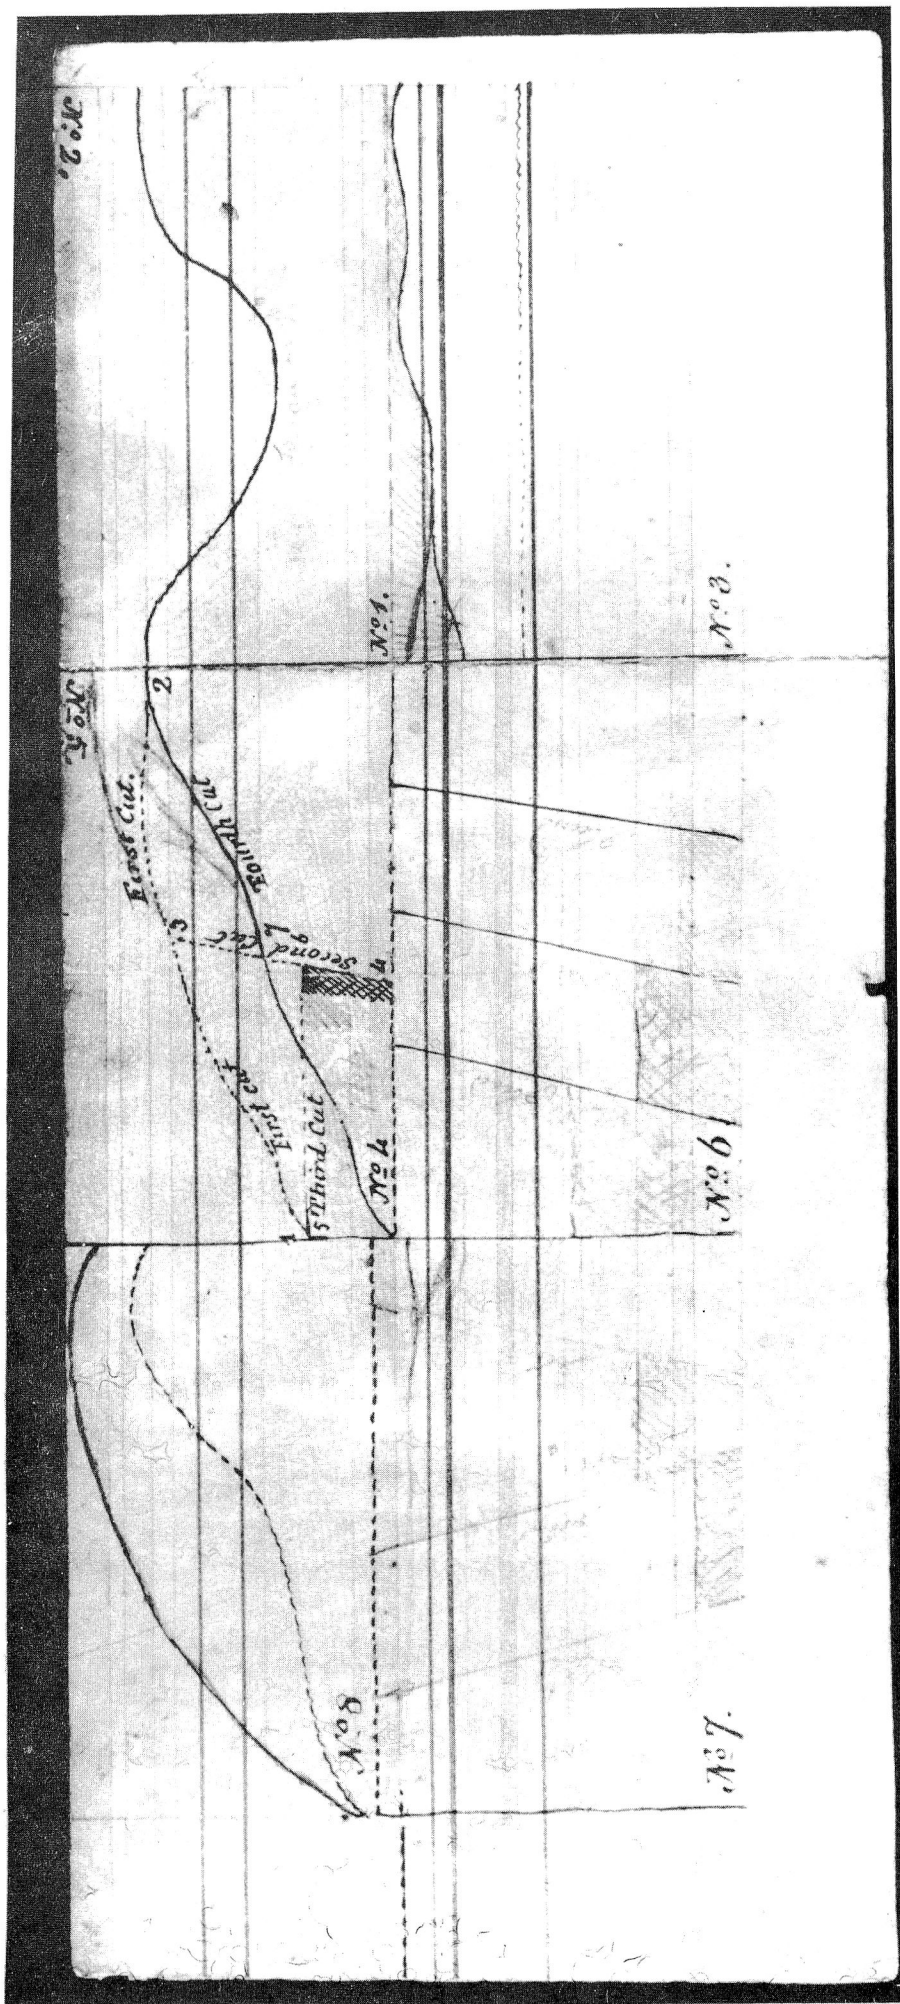 No. 2.
No. 1.
No. 3.
No. 5.
2
First Cut.
Fourth Cut
3
Second Cut
6
4
First Cut
1
5 Third Cut
No. 4
No. 6
No. 8
No. 7.